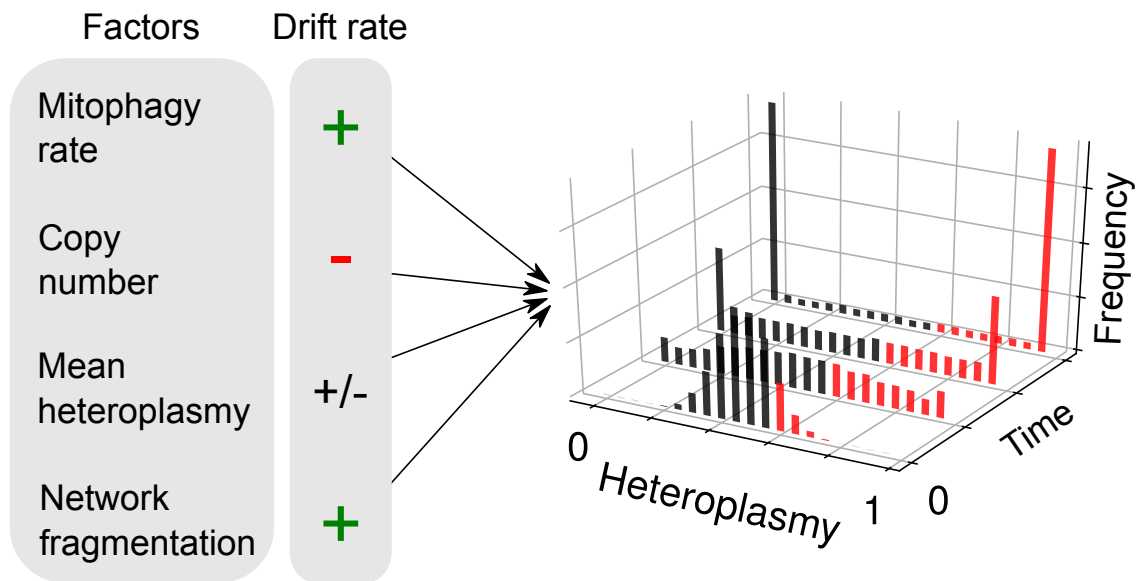 Factors
Drift rate
Mitophagy
rate
+
Copy
number
-
Mean
heteroplasmy
+/-
Network
fragmentation
+
Frequency
Time
0
Heteroplasmy
1
0